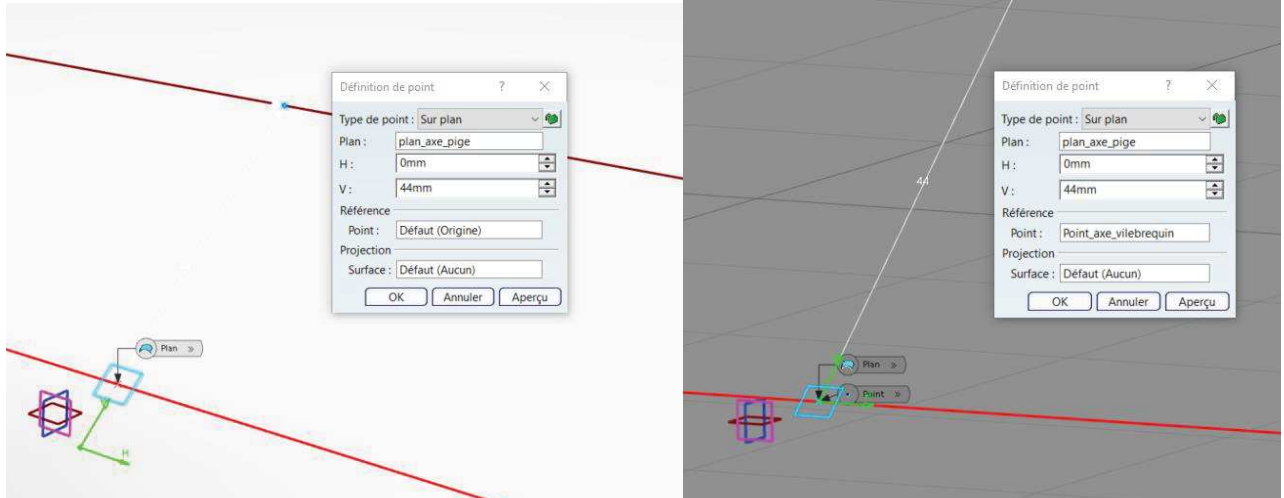 Définition de point ? ×
Type de point : Sur plan
Plan : plan_axe_pige
H : 0mm
V : 44mm
Référence
Point : Défaut (Origine)
Projection
Surface : Défaut (Aucun)
OK Annuler Aperçu
Plan »
H
44
Définition de point ? ×
Type de point : Sur plan
Plan : plan_axe_pige
H : 0mm
V : 44mm
Référence
Point : Point_axe_vilebrequin
Projection
Surface : Défaut (Aucun)
OK Annuler Aperçu
Plan »
Point »